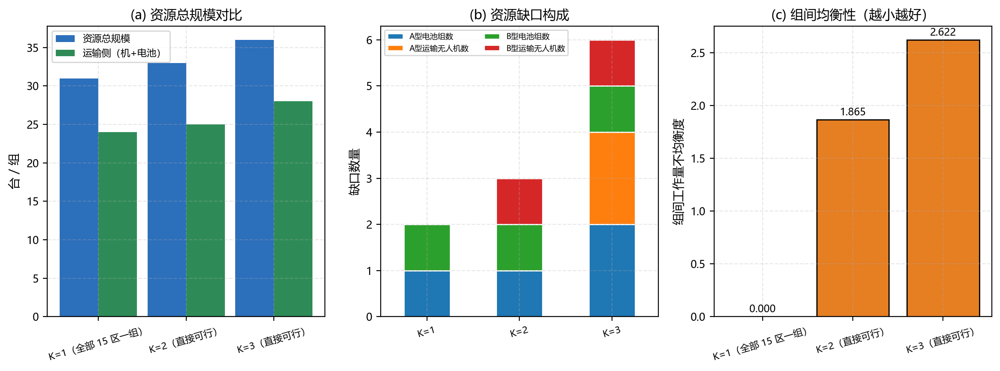 (a) 资源总规模对比
资源总规模
运输侧（机+电池）
台 / 组
35
30
25
20
15
10
5
0
K=1（全部 15 区一组）
K=2（直接可行）
K=3（直接可行）
(b) 资源缺口构成
A型电池组数
B型电池组数
A型运输无人机数
B型运输无人机数
缺口数量
6
5
4
3
2
1
0
K=1
K=2
K=3
(c) 组间均衡性（越小越好）
组间工作量不均衡度
2.5
2.0
1.5
1.0
0.5
0.0
0.000
1.865
2.622
K=1（全部 15 区一组）
K=2（直接可行）
K=3（直接可行）